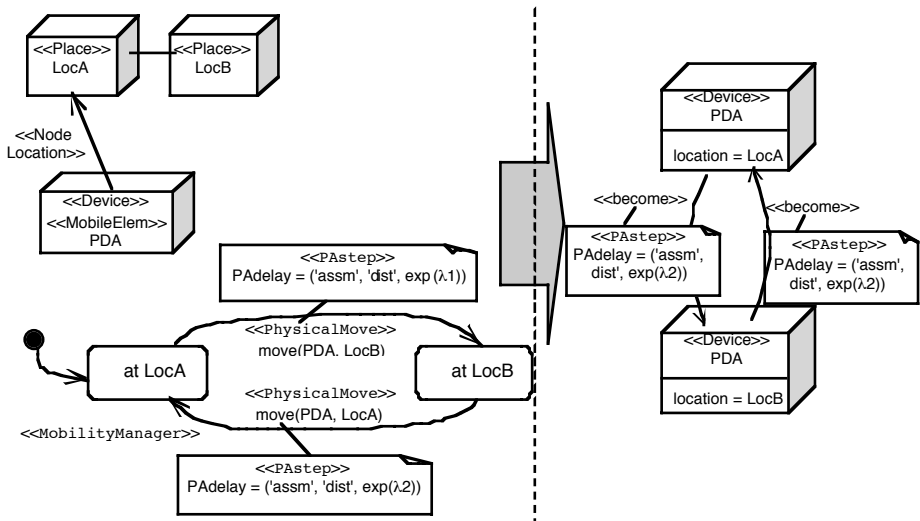 <<Place>>
LocA
<<Place>>
LocB
<<Node
Location>>
<<Device>>
<<MobileElem>>
PDA
<<PAstep>>
PAdelay = ('assm', 'dist', exp(λ1))
<<PhysicalMove>>
move(PDA. LocB)
at LocA
at LocB
<<PhysicalMove>>
move(PDA, LocA)
<<MobilityManager>>
<<PAstep>>
PAdelay = ('assm', 'dist', exp(λ2))
<<Device>>
PDA
location = LocA
<<become>>
<<become>>
<<PAstep>>
PAdelay = ('assm',
dist', exp(λ2))
<<PAstep>>
PAdelay = ('assm',
dist', exp(λ2))
<<Device>>
PDA
location = LocB